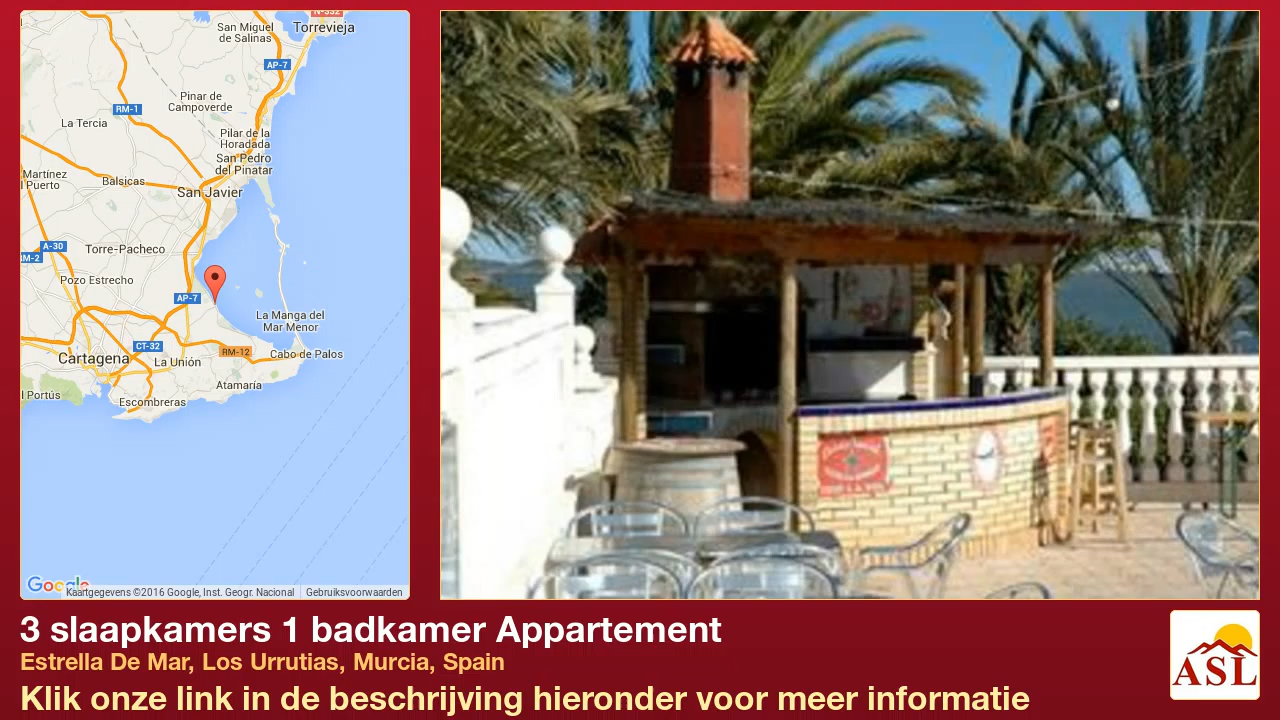 N-332
San Miguel
de Salinas
Torrevieja
AP-7
Pinar de
Campoverde
RM-1
La Tercia
Pilar de la
Horadada
San Pedro
del Pinatar
Martínez
l Puerto
Balsicas
San Javier
A-30
RM-2
Torre-Pacheco
Pozo Estrecho
AP-7
La Manga del
Mar Menor
CT-32
RM-12
Cartagena
La Unión
Cabo de Palos
Atamaría
l Portús
Escombreras
Google
Kaartgegevens ©2016 Google, Inst. Geogr. Nacional
Gebruiksvoorwaarden
3 slaapkamers 1 badkamer Appartement
Estrella De Mar, Los Urrutias, Murcia, Spain
Klik onze link in de beschrijving hieronder voor meer informatie
ASL